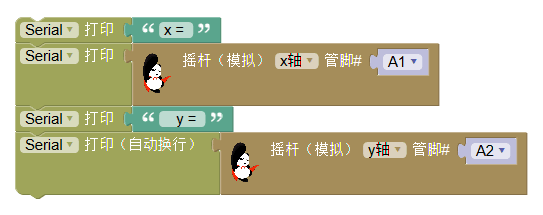 Serial 打印 “ x = ”
Serial 打印 摇杆（模拟） x轴 管脚# A1
Serial 打印 “ y = ”
Serial 打印（自动换行） 摇杆（模拟） y轴 管脚# A2